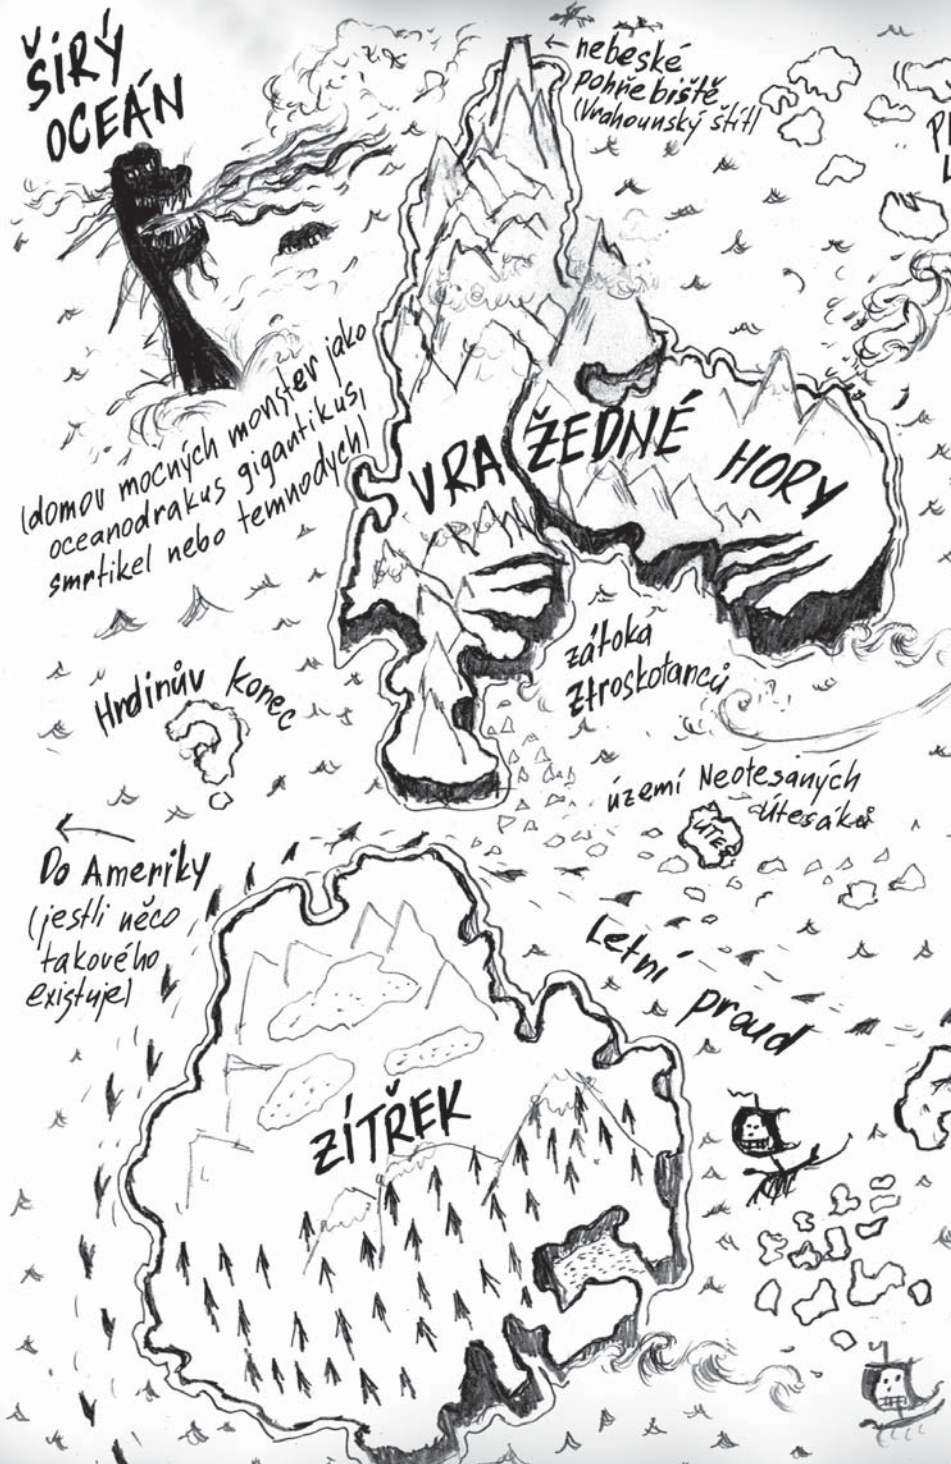 ŠIRÝ
OCEÁN
nebeské
pohřebiště
(Vrahounský štít)
(domov mocných monster jako
oceanodrakus gigantikus,
smrtikel nebo temnodych)
VRAŽEDNÉ HORY
zátoka
ztroskotanců
Hrdinův konec
území Neotesaných
Útesáků
ÚTES
Do Ameriky
(jestli něco
takového
existuje)
Letní proud
ZÍTŘEK